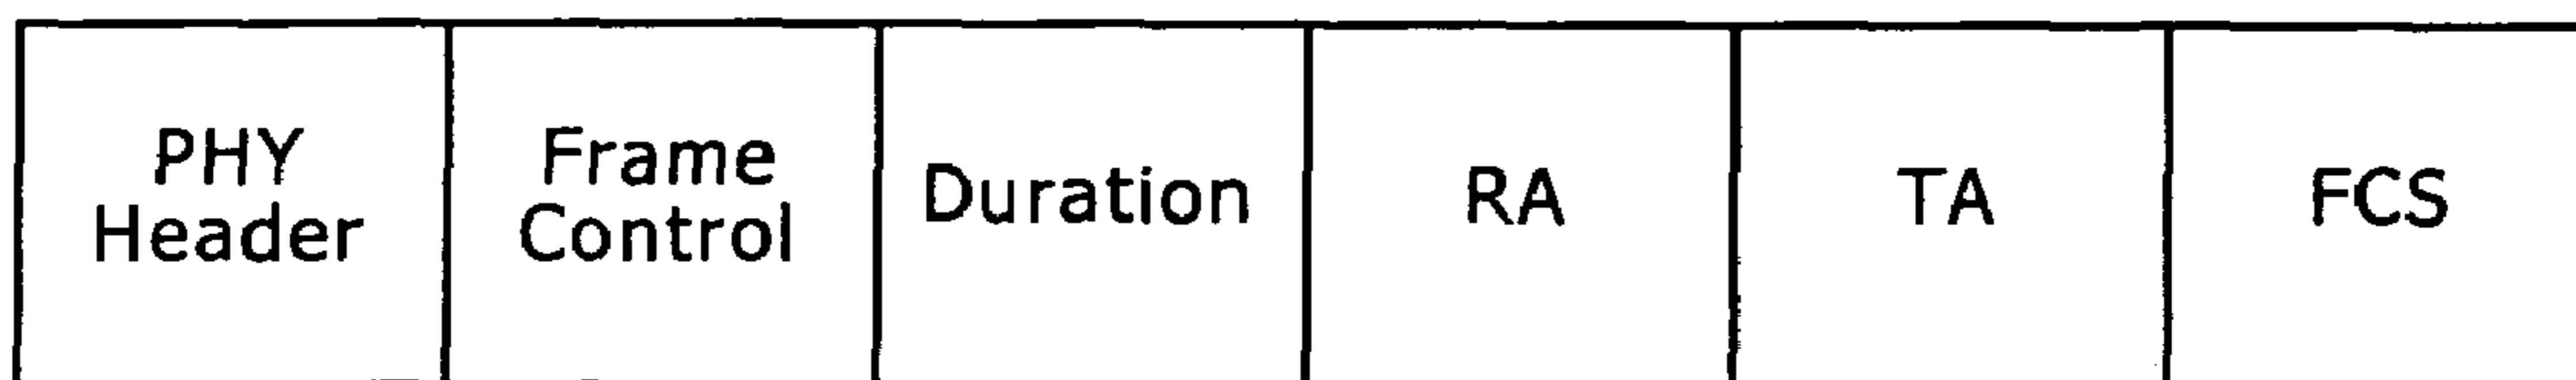 PHY
Header
Frame
Control
Duration
RA
TA
FCS